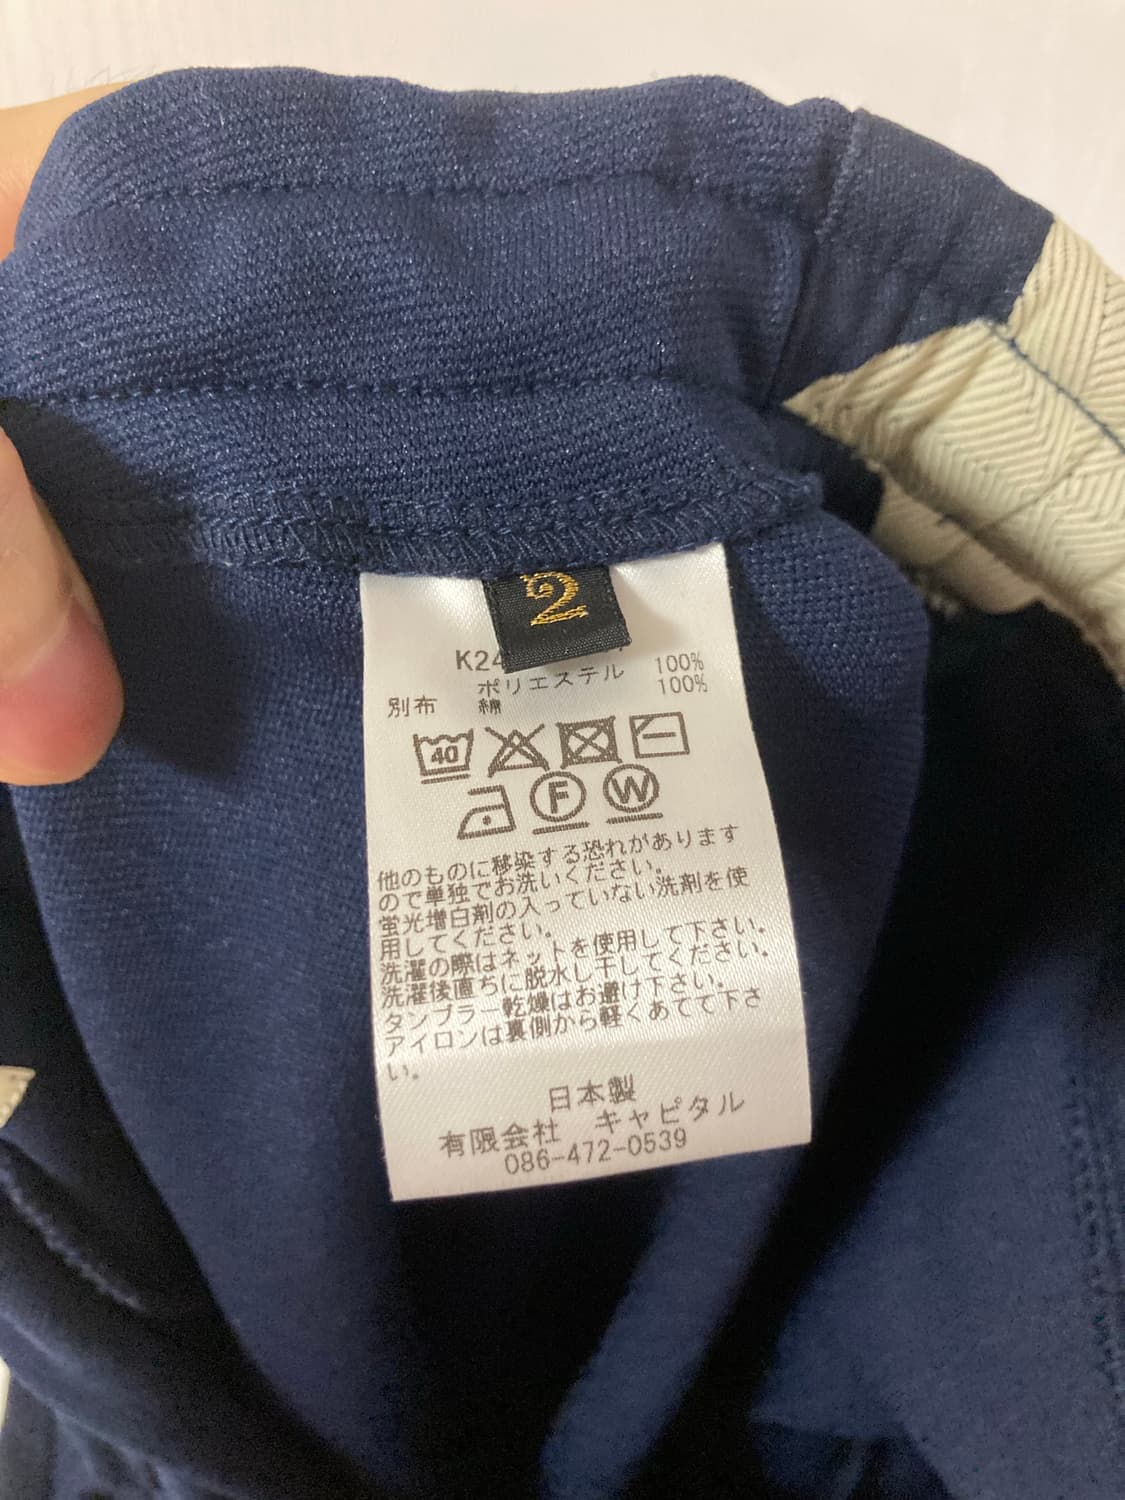 2
K24
ポリエステル 100%
別布 綿 100%
40
F W
他のものに移染する恐れがあります
ので単独でお洗いください。
蛍光増白剤の入っていない洗剤を使
用してください。
洗濯の際はネットを使用して下さい。
洗濯後直ちに脱水し干してください。
タンブラー乾燥はお避け下さい。
アイロンは裏側から軽くあてて下さ
い。
日本製
有限会社 キャピタル
086-472-0539